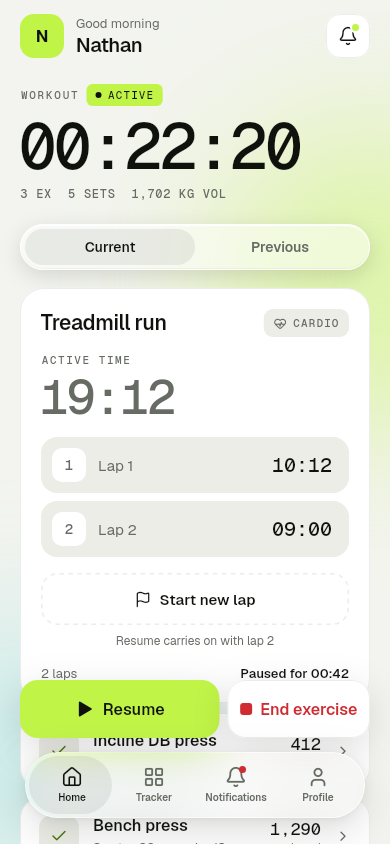 N
Good morning
Nathan
WORKOUT ACTIVE
00:22:20
3 EX 5 SETS 1,702 KG VOL
Current Previous
Treadmill run CARDIO
ACTIVE TIME
19:12
1 Lap 1 10:12
2 Lap 2 09:00
Start new lap
Resume carries on with lap 2
2 laps Paused for 00:42
Resume End exercise
Incline DB press 412
Home Tracker Notifications Profile
Bench press 1,290